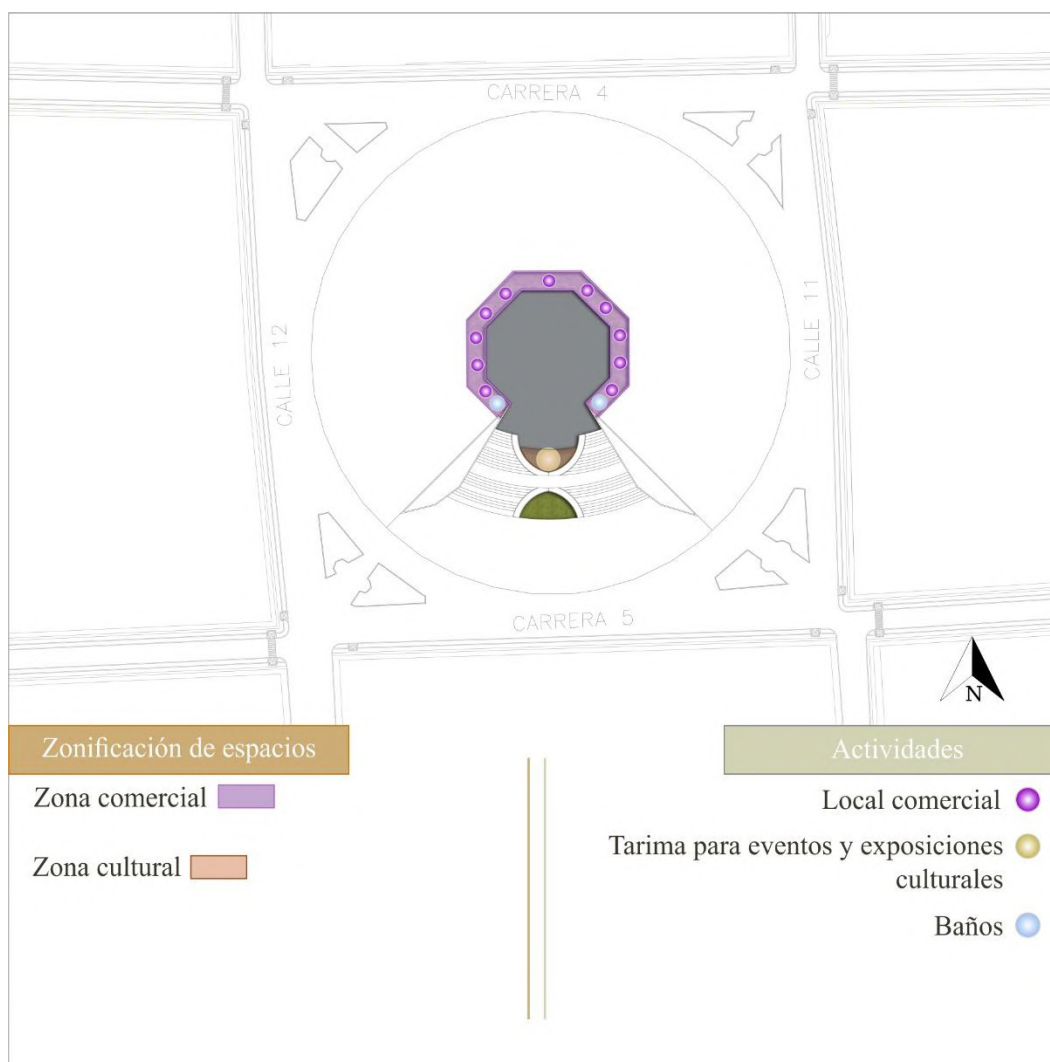 CARRERA 4
CALLE 12
CALLE 11
CARRERA 5
N
Zonificación de espacios
Zona comercial
Zona cultural
Actividades
Local comercial
Tarima para eventos y exposiciones
culturales
Baños